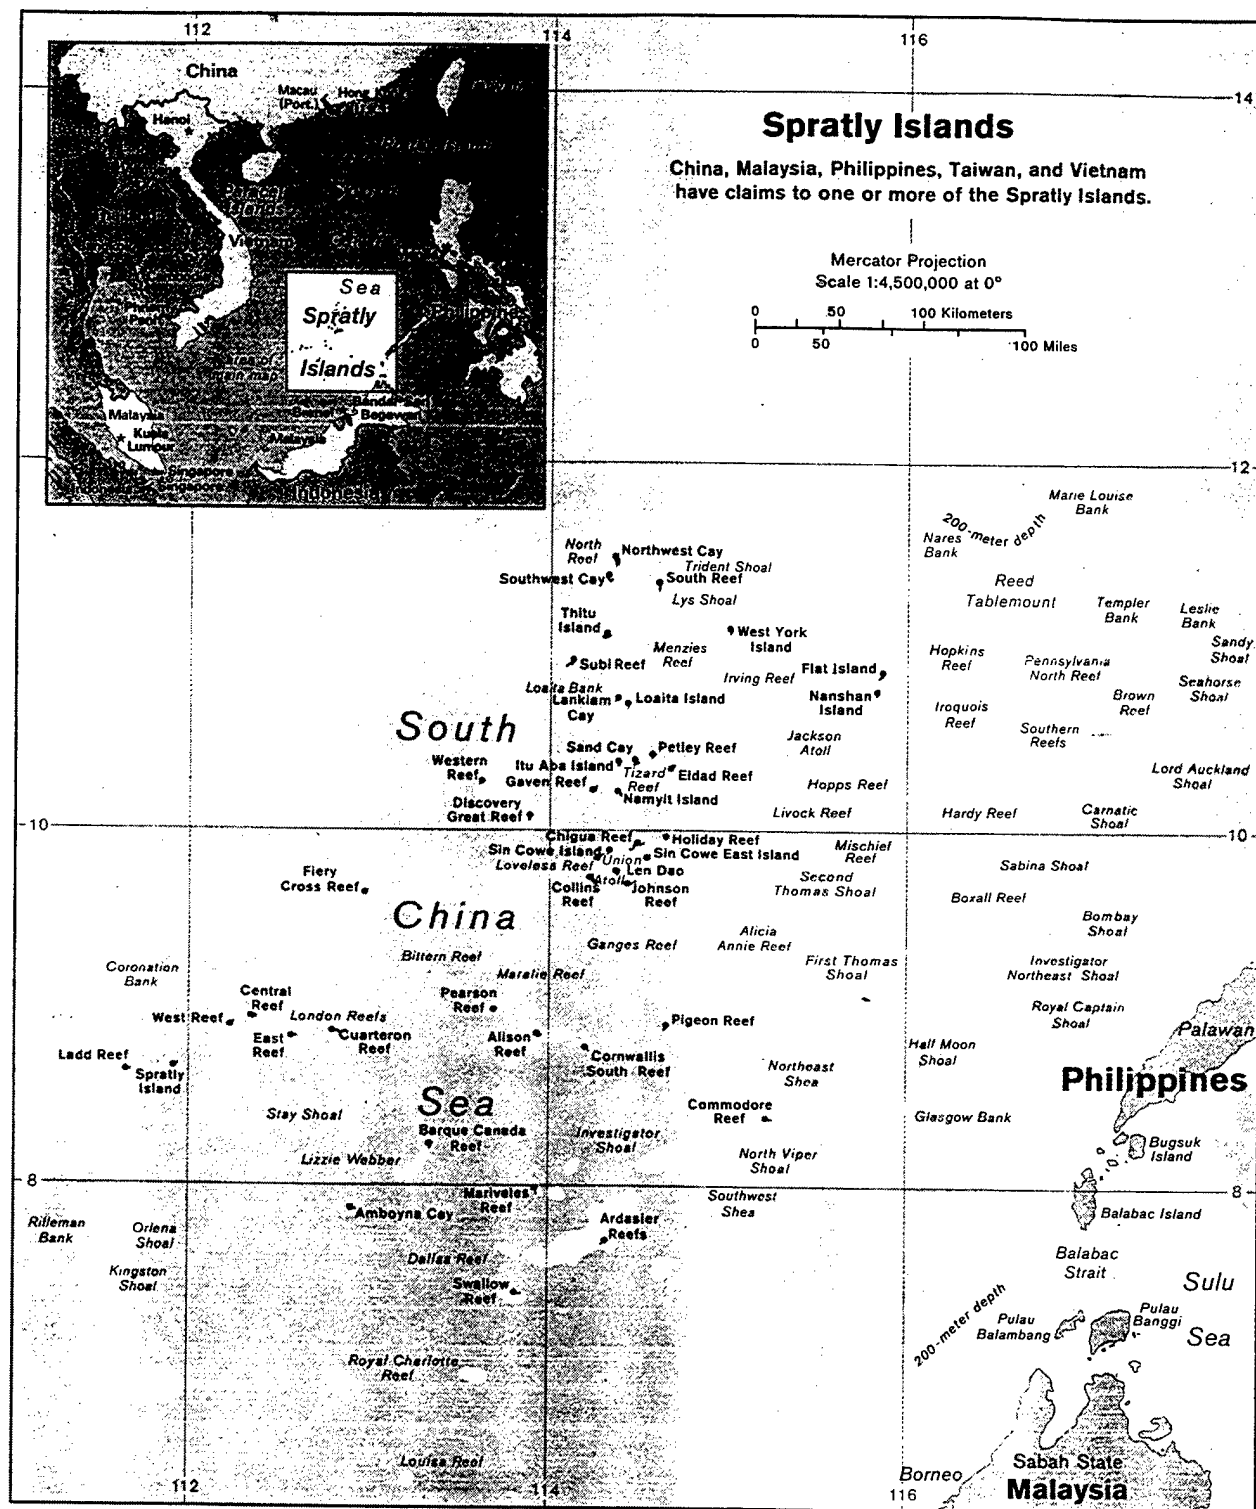 112
114
116
China
Macau
(Port.)
Hong
Hanoi
Vietnam
Sea
Spratly
Islands
Philippines
Malaysia
Kuala
Lumpur
Singapore
Singapore
Bandar Seri
Begawan
Malaysia
Indonesia
14
Spratly Islands
China, Malaysia, Philippines, Taiwan, and Vietnam
have claims to one or more of the Spratly Islands.
Mercator Projection
Scale 1:4,500,000 at 0°
0 50 100 Kilometers
0 50 100 Miles
12
Marie Louise
Bank
200-meter depth
Nares
Bank
North
Reef
Northwest Cay
Trident Shoal
Southwest Cay
South Reef
Lys Shoal
Reed
Tablemount
Templer
Bank
Leslie
Bank
Thitu
Island
West York
Island
Sandy
Shoal
Menzies
Reef
Hopkins
Reef
Pennsylvania
North Reef
Subi Reef
Irving Reef
Flat Island
Seahorse
Shoal
Loaita Bank
Lankiam
Cay
Loaita Island
Nanshan
Island
Brown
Reef
Iroquois
Reef
Southern
Reefs
South
Jackson
Atoll
Sand Cay
Petley Reef
Western
Reef
Itu Aba Island
Tizard
Reef
Eldad Reef
Lord Auckland
Shoal
Gaven Reef
Namyit Island
Hopps Reef
Discovery
Great Reef
Livock Reef
Hardy Reef
Carnatic
Shoal
10
10
Chigua Reef
Holiday Reef
Sin Cowe Island
Union
Atoll
Sin Cowe East Island
Mischief
Reef
Loveless Reef
Len Dao
Sabina Shoal
Fiery
Cross Reef
Collins
Reef
Johnson
Reef
Second
Thomas Shoal
Boxall Reef
China
Bombay
Shoal
Ganges Reef
Alicia
Annie Reef
Bittern Reef
First Thomas
Shoal
Investigator
Northeast Shoal
Coronation
Bank
Maralie Reef
Central
Reef
Pearson
Reef
Royal Captain
Shoal
West Reef
London Reefs
Pigeon Reef
Palawan
East
Reef
Cuarteron
Reef
Alison
Reef
Half Moon
Shoal
Ladd Reef
Spratly
Island
Cornwallis
South Reef
Northeast
Shea
Philippines
Sea
Stay Shoal
Commodore
Reef
Glasgow Bank
Barque Canada
Reef
Investigator
Shoal
Bugsuk
Island
Lizzie Webber
North Viper
Shoal
8
8
Mariveles
Reef
Southwest
Shea
Amboyna Cay
Balabac Island
Rifleman
Bank
Orlena
Shoal
Ardasier
Reefs
Dallas Reef
Balabac
Strait
Kingston
Shoal
Swallow
Reef
Sulu
Sea
200-meter depth
Pulau
Balambang
Pulau
Banggi
Royal Charlotte
Reef
Louisa Reef
Borneo
Sabah State
Malaysia
112
114
116